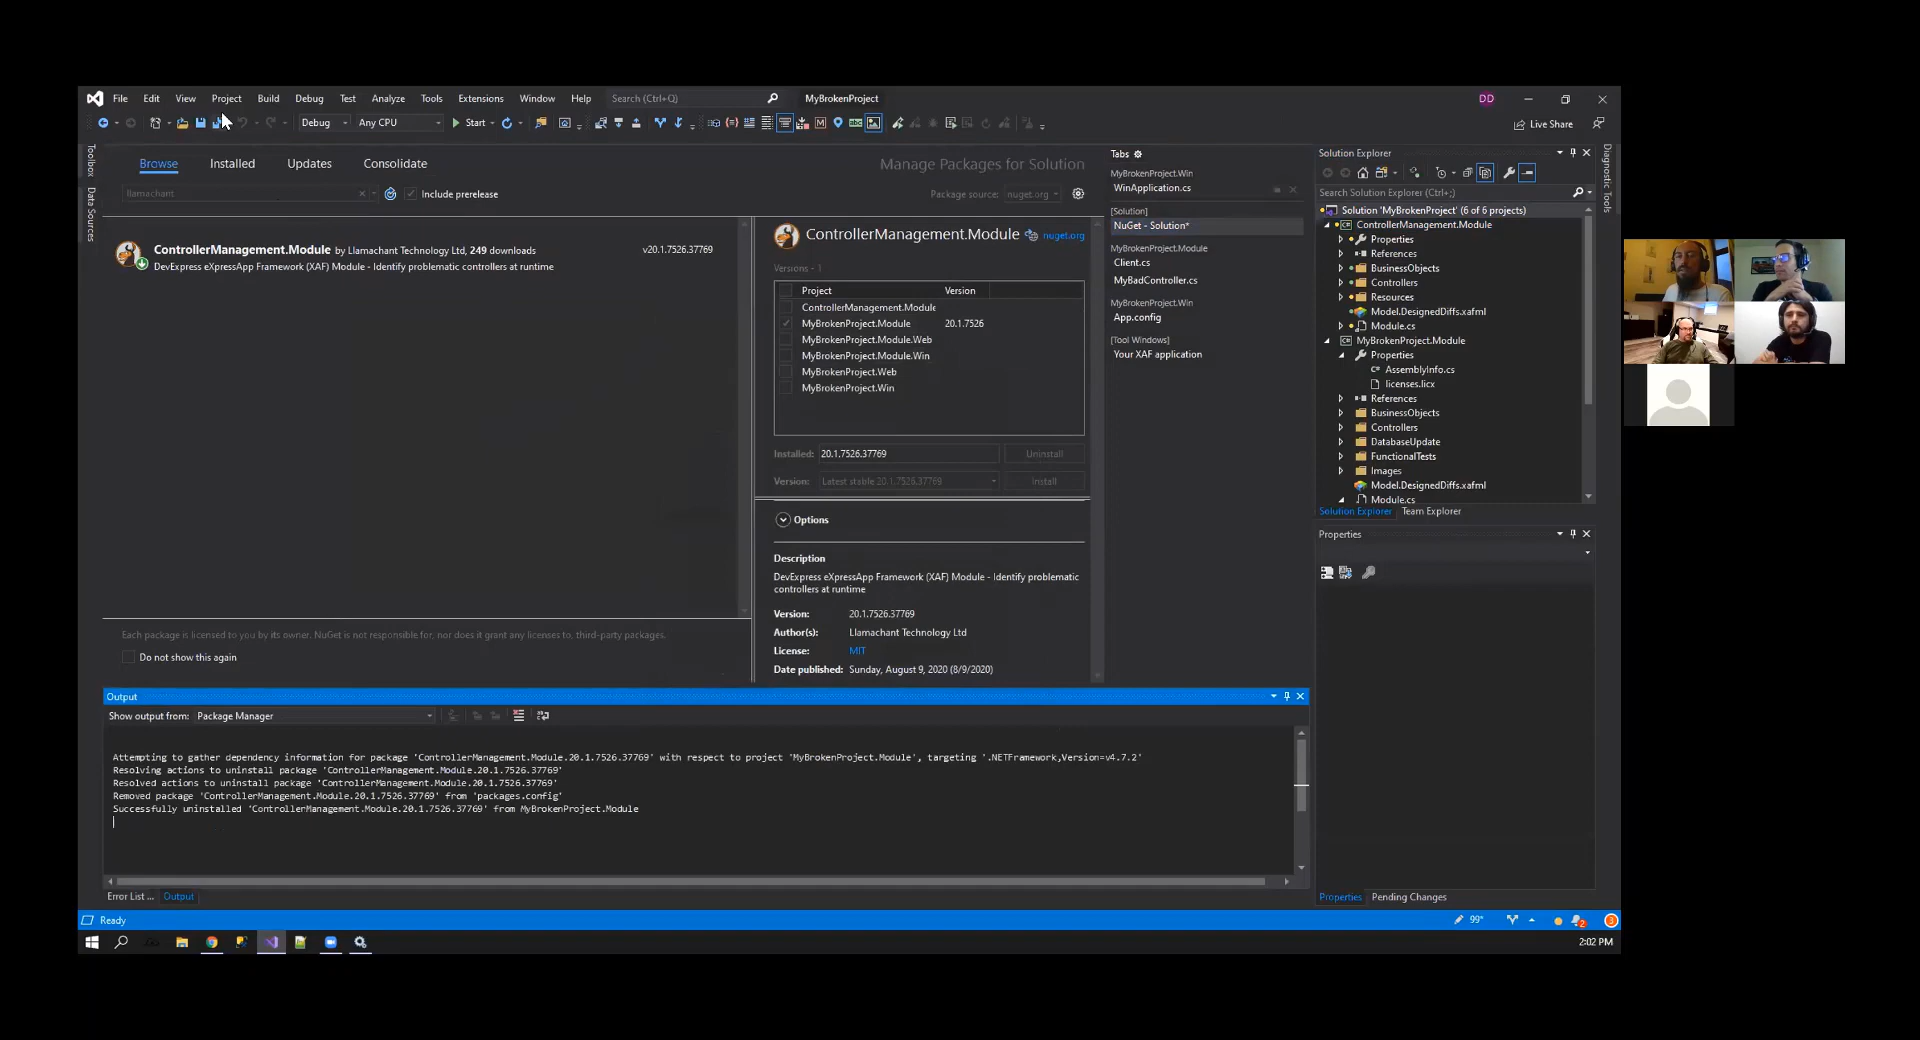 File Edit View Project Build Debug Test Analyze Tools Extensions Window Help Search (Ctrl+Q) MyBrokenProject DD
Debug Any CPU Start Live Share
Toolbox
Data Sources
Browse Installed Updates Consolidate Manage Packages for Solution
llamachant Include prerelease Package source: nuget.org
ControllerManagement.Module by Llamachant Technology Ltd, 249 downloads v20.1.7526.37769
DevExpress eXpressApp Framework (XAF) Module - Identify problematic controllers at runtime
Each package is licensed to you by its owner. NuGet is not responsible for, nor does it grant any licenses to, third-party packages.
Do not show this again
ControllerManagement.Module nuget.org
Versions - 1
Project Version
ControllerManagement.Module
MyBrokenProject.Module 20.1.7526
MyBrokenProject.Module.Web
MyBrokenProject.Module.Win
MyBrokenProject.Web
MyBrokenProject.Win
Installed: 20.1.7526.37769 Uninstall
Version: Latest stable 20.1.7526.37769 Install
Options
Description
DevExpress eXpressApp Framework (XAF) Module - Identify problematic
controllers at runtime
Version: 20.1.7526.37769
Author(s): Llamachant Technology Ltd
License: MIT
Date published: Sunday, August 9, 2020 (8/9/2020)
Tabs
MyBrokenProject.Win
WinApplication.cs
[Solution]
NuGet - Solution*
MyBrokenProject.Module
Client.cs
MyBadController.cs
MyBrokenProject.Win
App.config
[Tool Windows]
Your XAF application
Solution Explorer
Search Solution Explorer (Ctrl+;)
Solution 'MyBrokenProject' (6 of 6 projects)
ControllerManagement.Module
Properties
References
BusinessObjects
Controllers
Resources
Model.DesignedDiffs.xafml
Module.cs
MyBrokenProject.Module
Properties
AssemblyInfo.cs
licenses.licx
References
BusinessObjects
Controllers
DatabaseUpdate
FunctionalTests
Images
Model.DesignedDiffs.xafml
Module.cs
Solution Explorer Team Explorer
Properties
Properties Pending Changes
Diagnostic Tools
Output
Show output from: Package Manager
Attempting to gather dependency information for package 'ControllerManagement.Module.20.1.7526.37769' with respect to project 'MyBrokenProject.Module', targeting '.NETFramework,Version=v4.7.2'
Resolving actions to uninstall package 'ControllerManagement.Module.20.1.7526.37769'
Resolved actions to uninstall package 'ControllerManagement.Module.20.1.7526.37769'
Removed package 'ControllerManagement.Module.20.1.7526.37769' from 'packages.config'
Successfully uninstalled 'ControllerManagement.Module.20.1.7526.37769' from MyBrokenProject.Module
Error List ... Output
Ready 99+ 2 3
2:02 PM